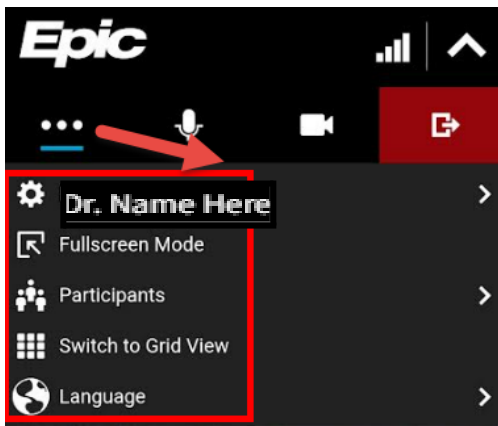 Epic
Dr. Name Here
Fullscreen Mode
Participants
Switch to Grid View
Language